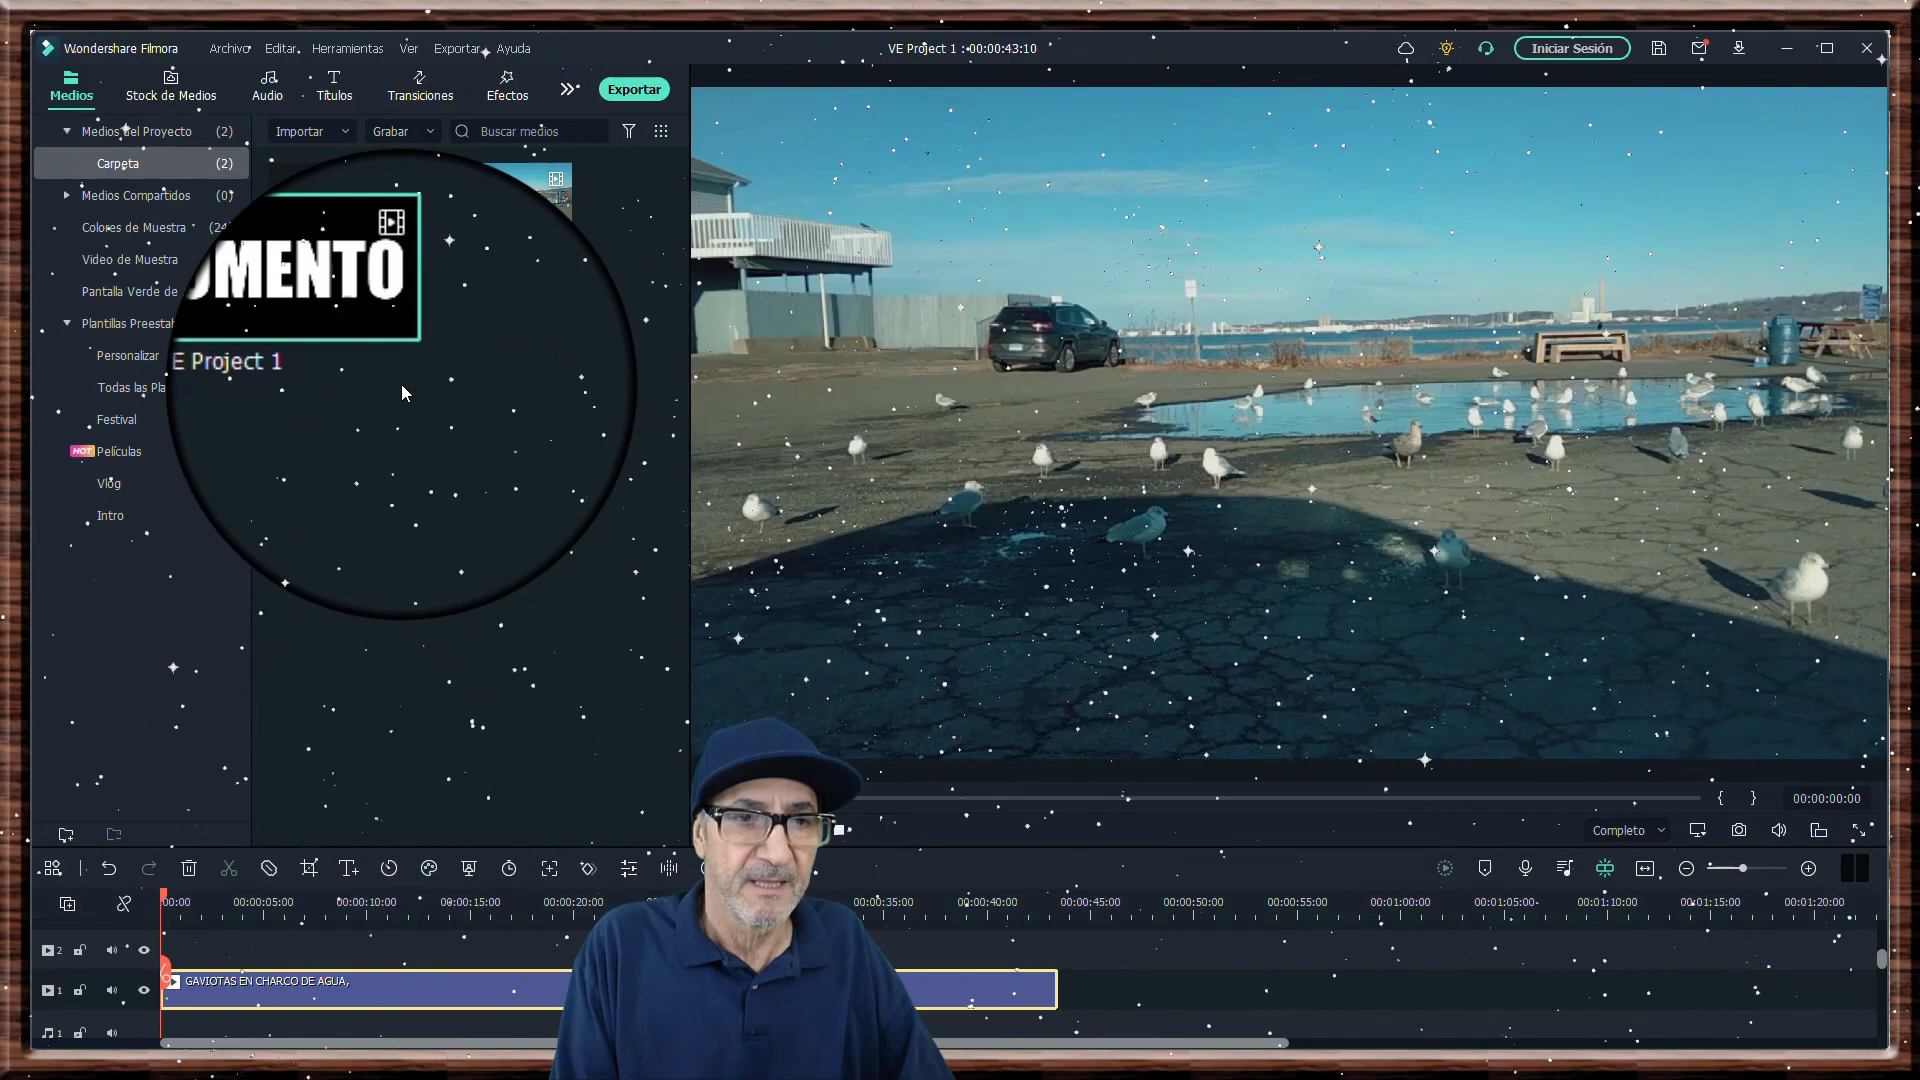 Wondershare Filmora
Archivo Editar Herramientas Ver Exportar Ayuda
VE Project 1 : 00:00:43:10
Iniciar Sesión
Medios Stock de Medios Audio Títulos Transiciones Efectos
Exportar
Medios del Proyecto (2)
Importar Grabar Buscar medios
Carpeta (2)
Medios Compartidos (0)
Colores de Muestra
Video de Muestra
UMENTO
Pantalla Verde de
Plantillas Preestab
E Project 1
Personalizar
Todas las Pla
Festival
HOT Películas
Vlog
Intro
{ } 00:00:00:00
Completo
00:00 00:00:05:00 00:00:10:00 00:00:15:00 00:00:20:00 00:00:35:00 00:00:40:00 00:00:45:00 00:00:50:00 00:00:55:00 00:01:00:00 00:01:05:00 00:01:10:00 00:01:15:00 00:01:20:00
2
1 GAVIOTAS EN CHARCO DE AGUA,
1